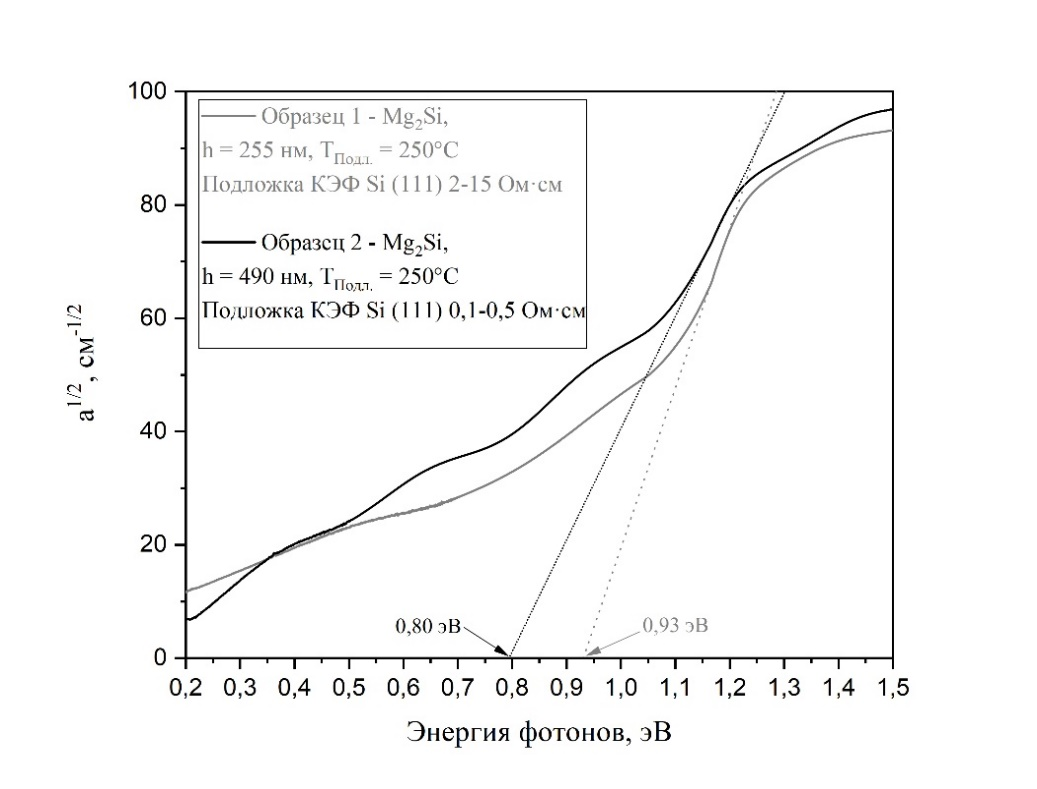 100
80
60
40
20
0
a^1/2, см^-1/2
Образец 1 - Mg₂Si,
h = 255 нм, Tₚₒдл. = 250°C
Подложка КЭФ Si (111) 2-15 Ом·см
Образец 2 - Mg₂Si,
h = 490 нм, Tₚₒдл. = 250°C
Подложка КЭФ Si (111) 0,1-0,5 Ом·см
0,80 эВ
0,93 эВ
0,2 0,3 0,4 0,5 0,6 0,7 0,8 0,9 1,0 1,1 1,2 1,3 1,4 1,5
Энергия фотонов, эВ